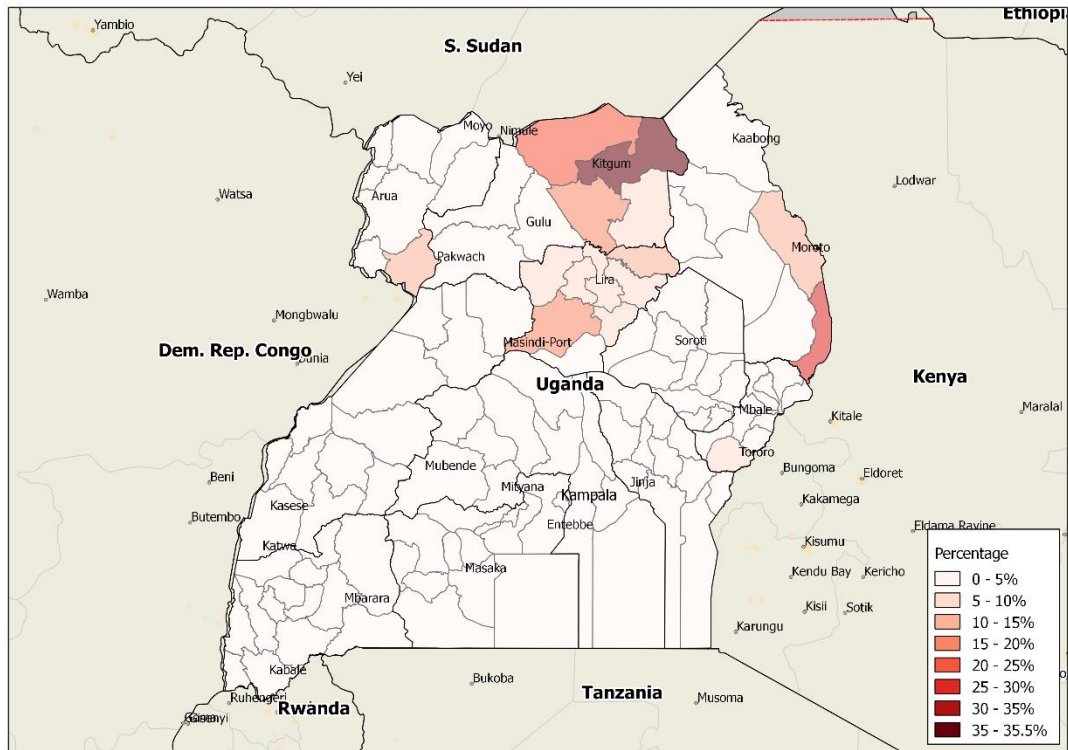 Ethiopia
Yambio
S. Sudan
Yei
Moyo
Nimule
Kaabong
Kitgum
Lodwar
Watsa
Arua
Gulu
Moroto
Pakwach
Lira
Wamba
Mongbwalu
Masindi-Port
Soroti
Dem. Rep. Congo
Bunia
Uganda
Kenya
Mbale
Maralal
Kitale
Tororo
Mubende
Bungoma
Eldoret
Beni
Mityana
Kampala
Jinja
Kakamega
Kasese
Butembo
Entebbe
Eldama Ravine
Katwe
Kisumu
Percentage
Masaka
Kendu Bay
Kericho
0 - 5%
Mbarara
5 - 10%
Kisii
Sotik
10 - 15%
Karungu
15 - 20%
Kabale
20 - 25%
Bukoba
Tanzania
Musoma
25 - 30%
Ruhengeri
Rwanda
30 - 35%
35 - 35.5%